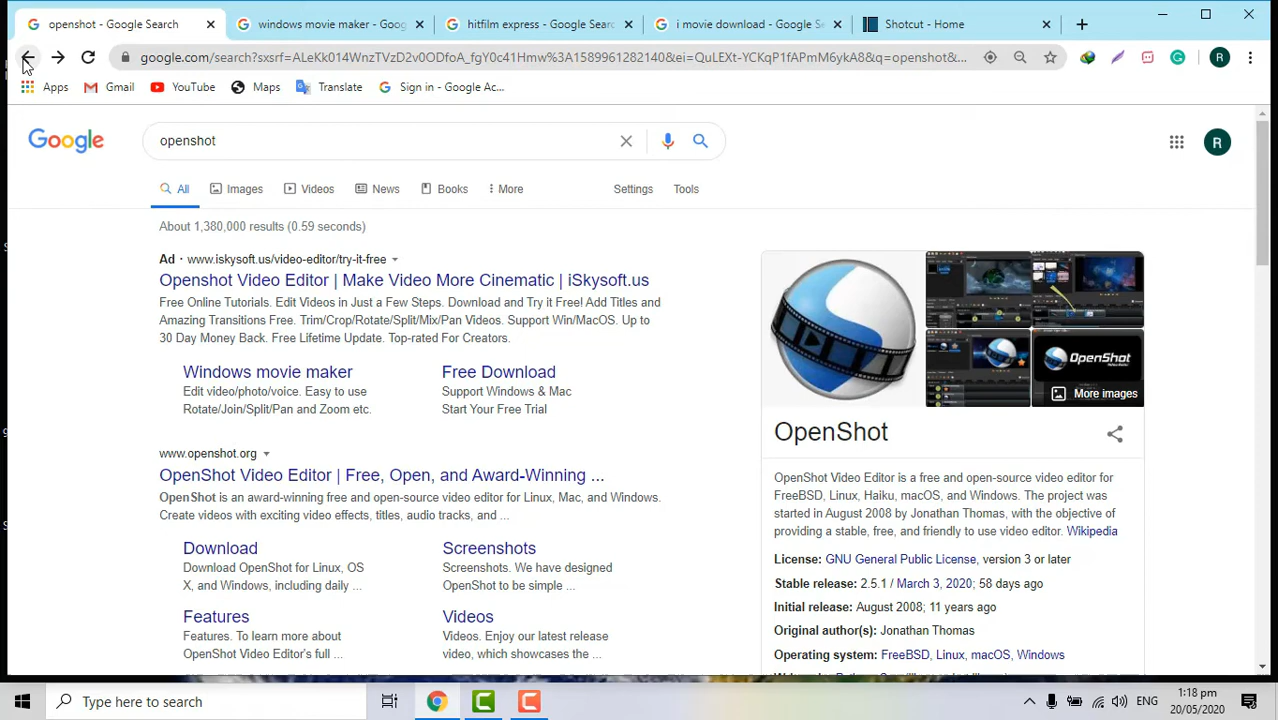 openshot - Google Search
windows movie maker - Goog
hitfilm express - Google Searc
i movie download - Google Se
Shotcut - Home
google.com/search?sxsrf=ALeKk014WnzTVzD2v0ODfoA_fqY0c41Hmw%3A1589961282140&ei=QuLEXt-YCKqP1fAPmM6ykA8&q=openshot&...
R
Apps
Gmail
YouTube
Maps
Translate
Sign in - Google Ac...
Google
openshot
R
All
Images
Videos
News
Books
More
Settings
Tools
About 1,380,000 results (0.59 seconds)
Ad · www.iskysoft.us/video-editor/try-it-free
Openshot Video Editor | Make Video More Cinematic | iSkysoft.us
Free Online Tutorials. Edit Videos in Just a Few Steps. Download and Try it Free! Add Titles and
Amazing Transitions Free. Trim/Crop/Rotate/Split/Mix/Pan Videos. Support Win/MacOS. Up to
30 Day Money Back. Free Lifetime Update. Top-rated For Creators.
Windows movie maker
Edit video/photo/voice. Easy to use
Rotate/Join/Split/Pan and Zoom etc.
Free Download
Support Windows & Mac
Start Your Free Trial
www.openshot.org
OpenShot Video Editor | Free, Open, and Award-Winning ...
OpenShot is an award-winning free and open-source video editor for Linux, Mac, and Windows.
Create videos with exciting video effects, titles, audio tracks, and ...
Download
Download OpenShot for Linux, OS
X, and Windows, including daily ...
Screenshots
Screenshots. We have designed
OpenShot to be simple ...
Features
Features. To learn more about
OpenShot Video Editor's full ...
Videos
Videos. Enjoy our latest release
video, which showcases the ...
OpenShot
More images
OpenShot
OpenShot Video Editor is a free and open-source video editor for
FreeBSD, Linux, Haiku, macOS, and Windows. The project was
started in August 2008 by Jonathan Thomas, with the objective of
providing a stable, free, and friendly to use video editor. Wikipedia
License: GNU General Public License, version 3 or later
Stable release: 2.5.1 / March 3, 2020; 58 days ago
Initial release: August 2008; 11 years ago
Original author(s): Jonathan Thomas
Operating system: FreeBSD, Linux, macOS, Windows
Type here to search
ENG
1:18 pm
20/05/2020